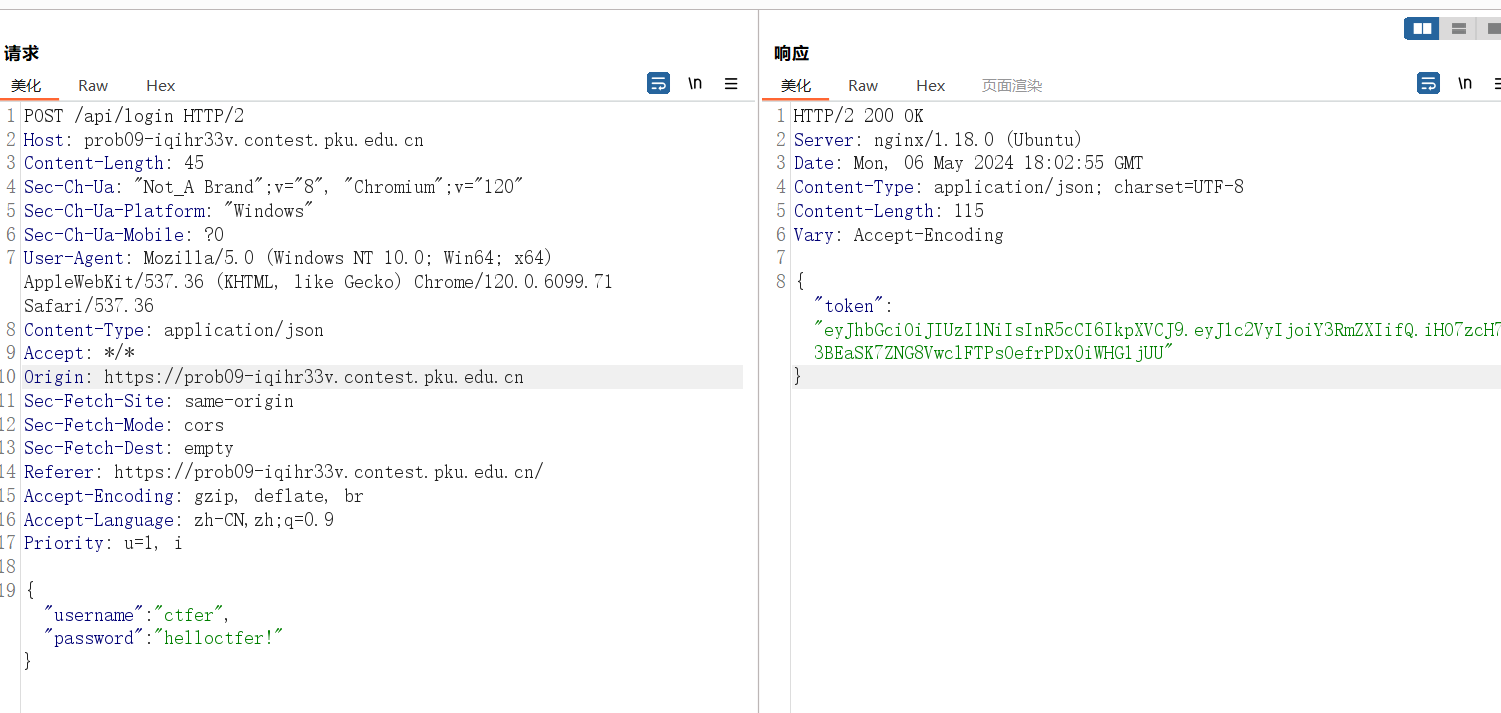 请求
美化 Raw Hex \n
1 POST /api/login HTTP/2
2 Host: prob09-iqihr33v.contest.pku.edu.cn
3 Content-Length: 45
4 Sec-Ch-Ua: "Not_A Brand";v="8", "Chromium";v="120"
5 Sec-Ch-Ua-Platform: "Windows"
6 Sec-Ch-Ua-Mobile: ?0
7 User-Agent: Mozilla/5.0 (Windows NT 10.0; Win64; x64)
AppleWebKit/537.36 (KHTML, like Gecko) Chrome/120.0.6099.71
Safari/537.36
8 Content-Type: application/json
9 Accept: */*
10 Origin: https://prob09-iqihr33v.contest.pku.edu.cn
11 Sec-Fetch-Site: same-origin
12 Sec-Fetch-Mode: cors
13 Sec-Fetch-Dest: empty
14 Referer: https://prob09-iqihr33v.contest.pku.edu.cn/
15 Accept-Encoding: gzip, deflate, br
16 Accept-Language: zh-CN,zh;q=0.9
17 Priority: u=1, i
18
19 {
"username":"ctfer",
"password":"helloctfer!"
}
响应
美化 Raw Hex 页面渲染 \n
1 HTTP/2 200 OK
2 Server: nginx/1.18.0 (Ubuntu)
3 Date: Mon, 06 May 2024 18:02:55 GMT
4 Content-Type: application/json; charset=UTF-8
5 Content-Length: 115
6 Vary: Accept-Encoding
7
8 {
"token":
"eyJhbGciOiJIUzI1NiIsInR5cCI6IkpXVCJ9.eyJ1c2VyIjoiY3RmZXIifQ.iHO7zcH7
3BEaSK7ZNG8Vwc1FTPsOefrPDxOiWHG1jUU"
}